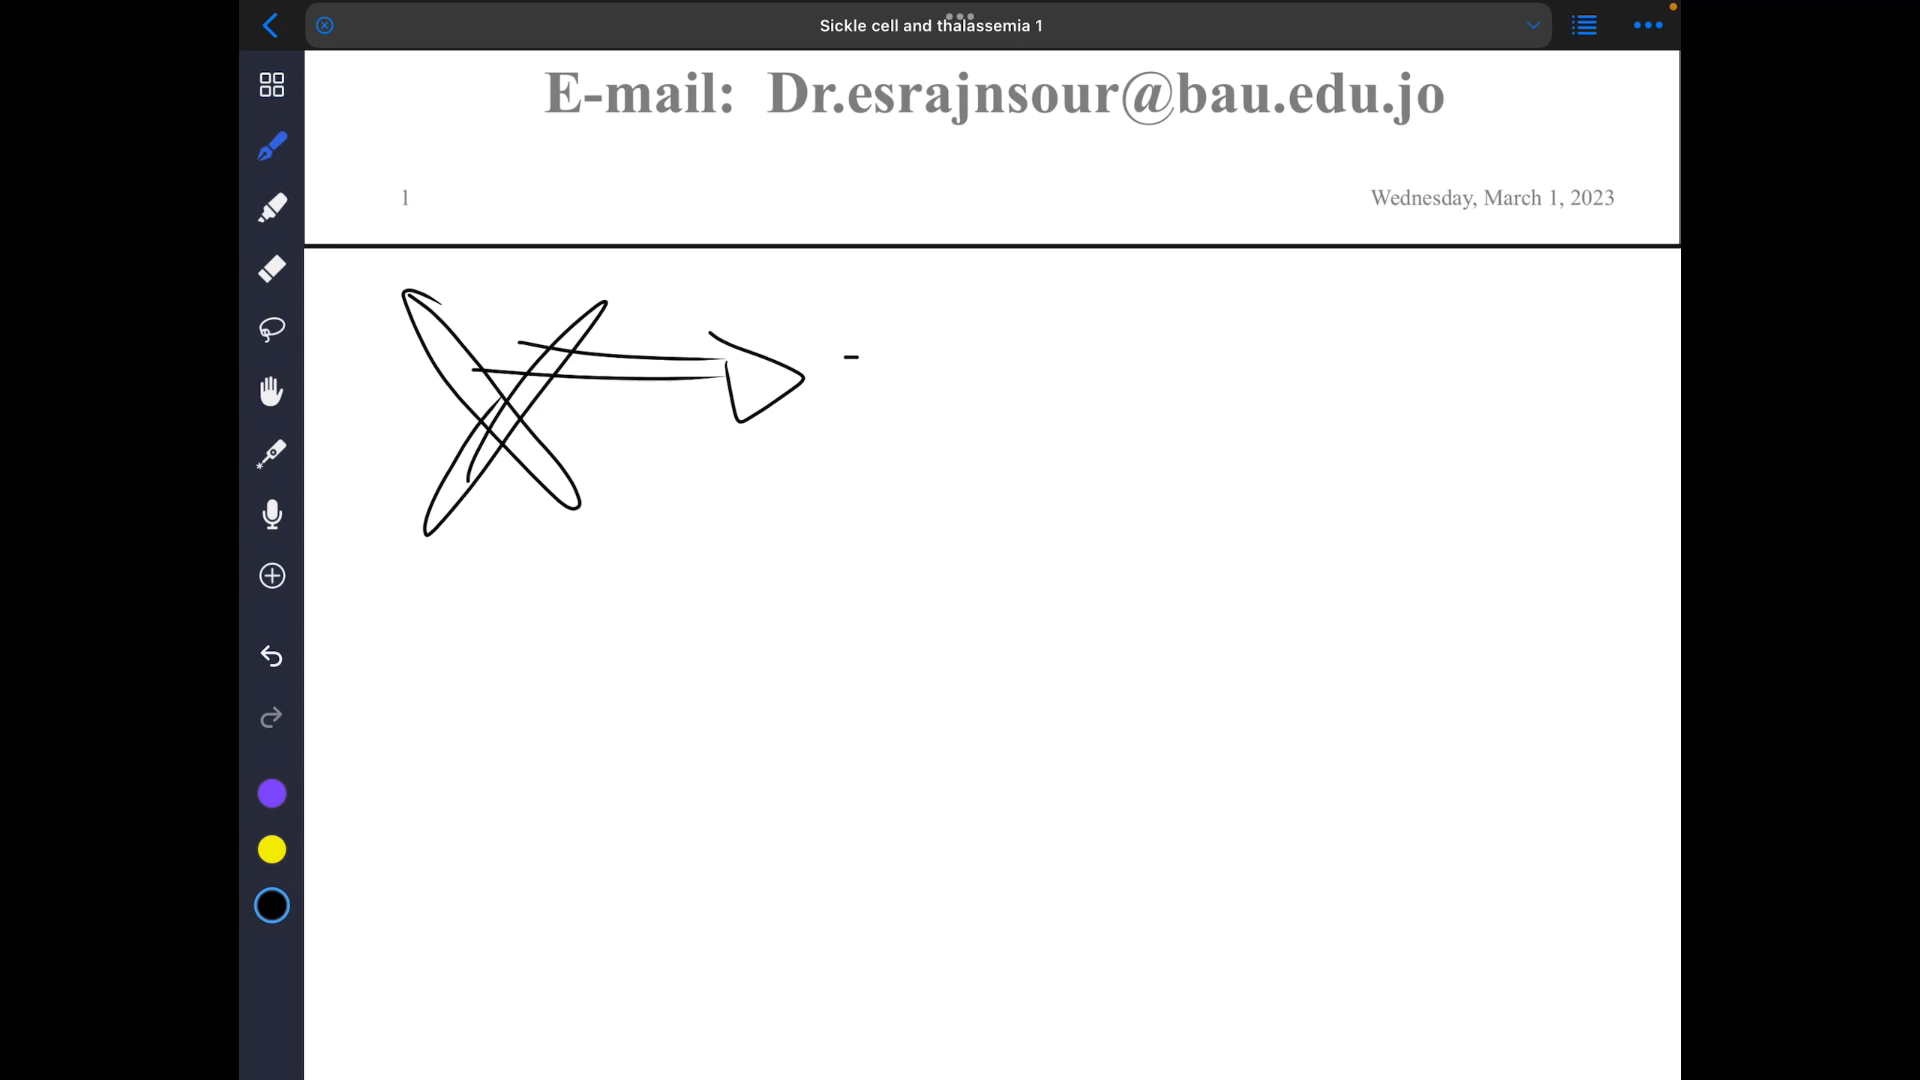 Sickle cell and thalassemia 1
E-mail: Dr.esrajnsour@bau.edu.jo
1
Wednesday, March 1, 2023